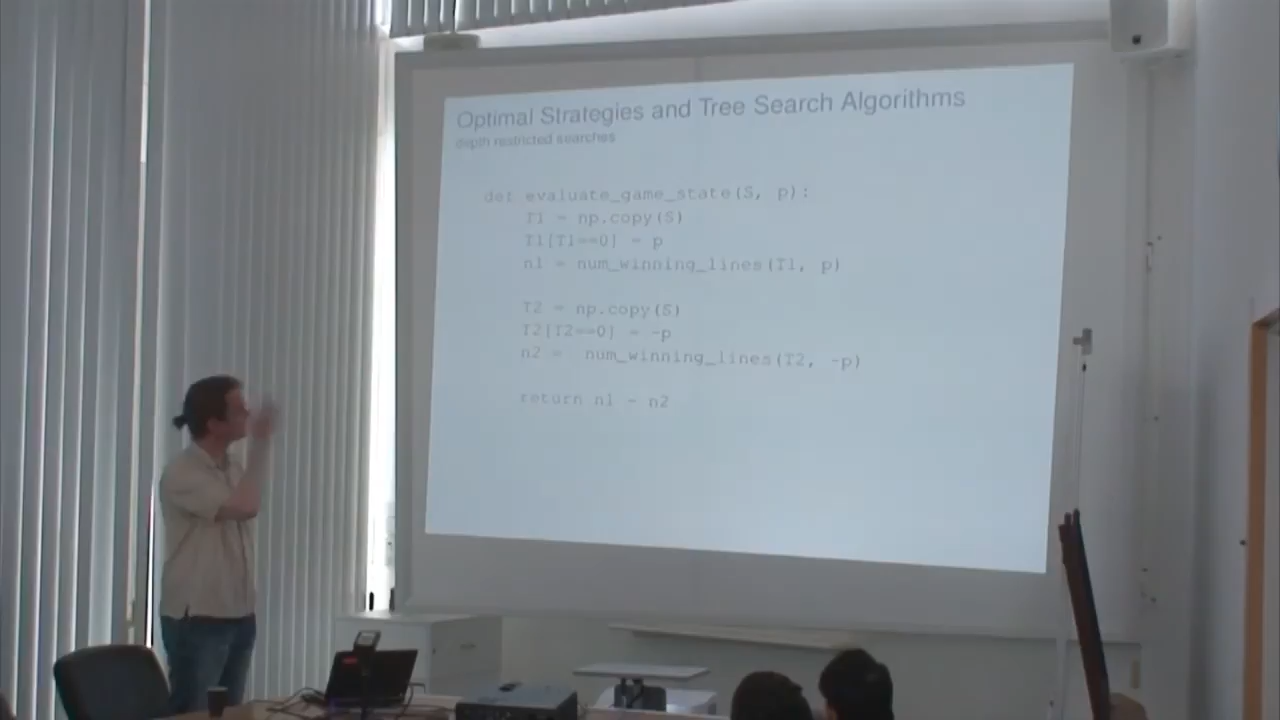 Optimal Strategies and Tree Search Algorithms
depth restricted searches
def evaluate_game_state(S, p):
T1 = np.copy(S)
T1[T1==0] = p
n1 = num_winning_lines(T1, p)
T2 = np.copy(S)
T2[T2==0] = -p
n2 =  num_winning_lines(T2, -p)
return n1 - n2